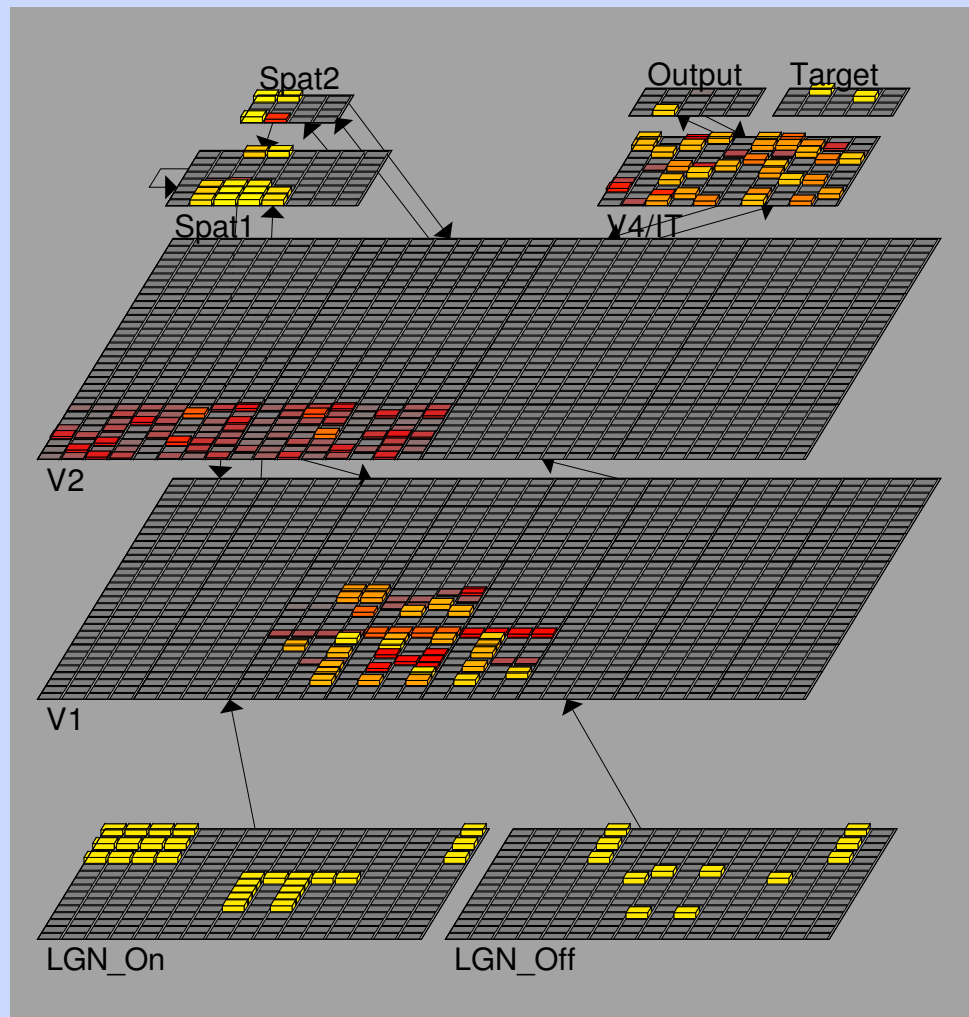 Spat2
Output
Target
Spat1
V4/IT
V2
V1
LGN_On
LGN_Off